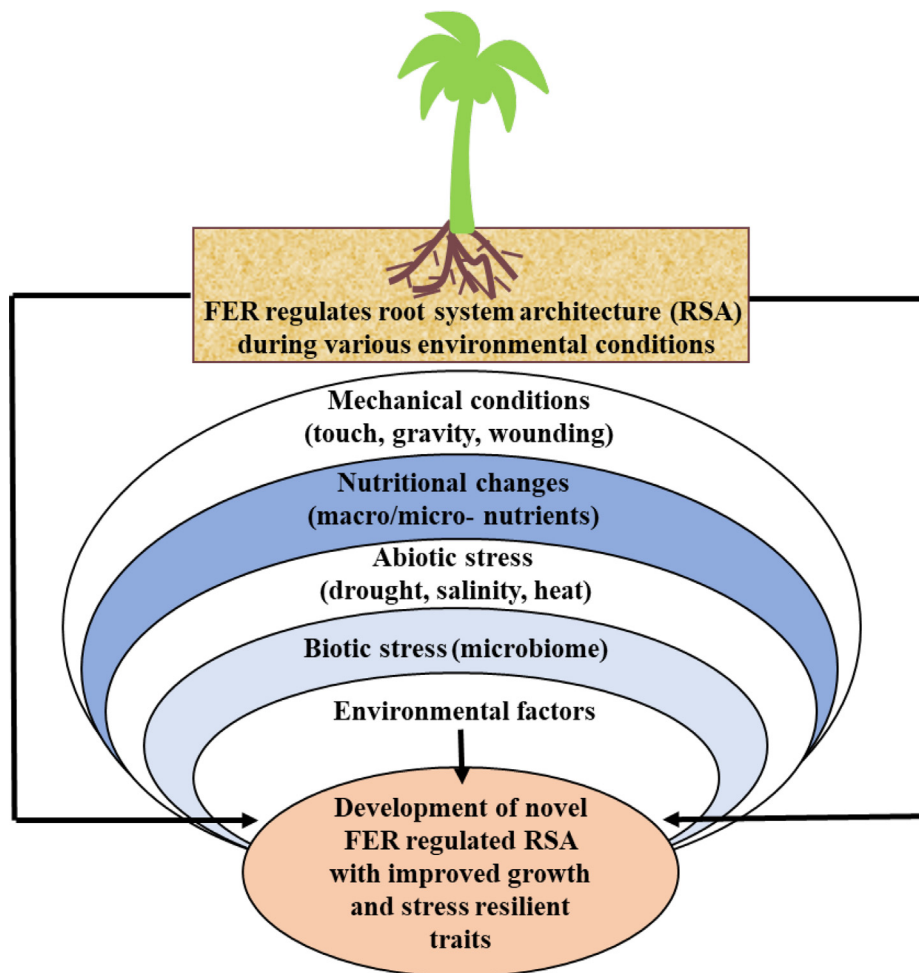 FER regulates root system architecture (RSA)
during various environmental conditions
Mechanical conditions
(touch, gravity, wounding)
Nutritional changes
(macro/micro- nutrients)
Abiotic stress
(drought, salinity, heat)
Biotic stress (microbiome)
Environmental factors
Development of novel
FER regulated RSA
with improved growth
and stress resilient
traits